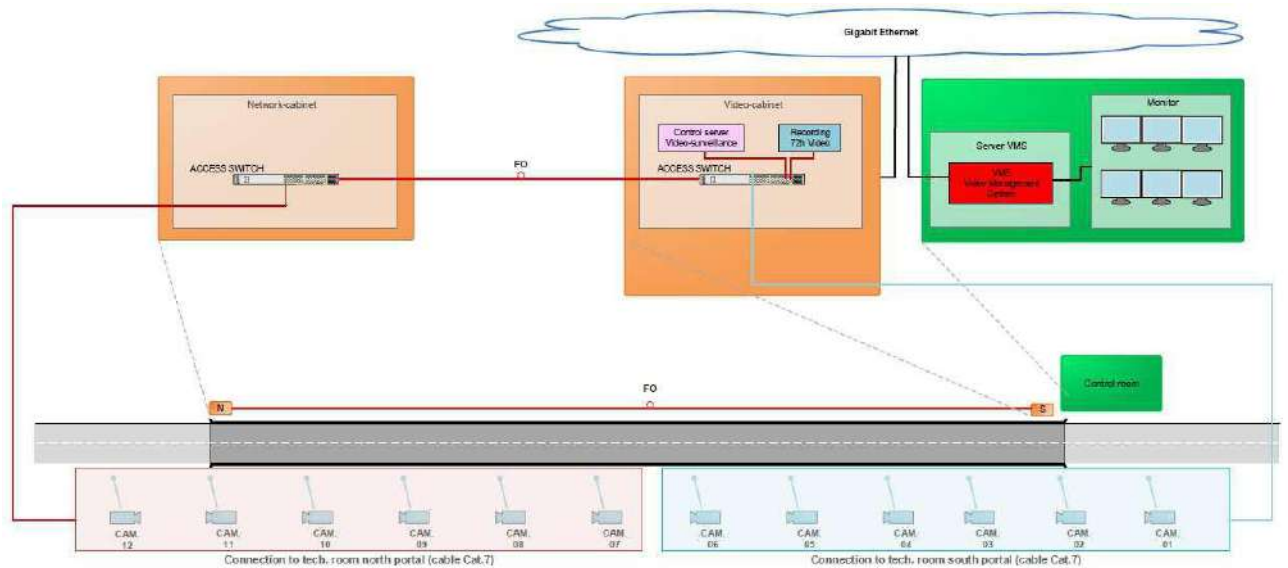 Gigabit Ethernet
Network-cabinet
Video-cabinet
Monitor
Control server
Video-surveillance
Recording
72h Video
Server VMS
ACCESS SWITCH
FO
ACCESS SWITCH
VMS
Video Management
System
FO
Control room
N
S
CAM.
12
CAM.
11
CAM.
10
CAM.
09
CAM.
08
CAM.
07
CAM.
06
CAM.
05
CAM.
04
CAM.
03
CAM.
02
CAM.
01
Connection to tech. room north portal (cable Cat.7)
Connection to tech. room south portal (cable Cat.7)